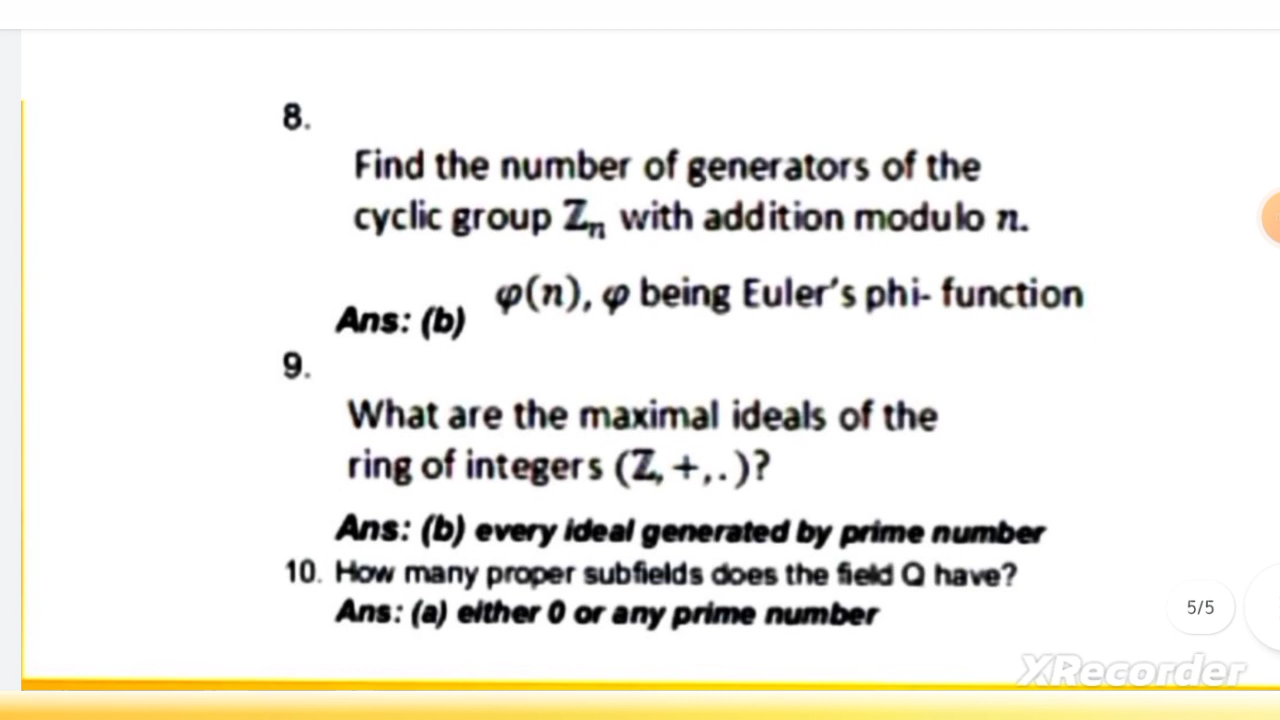 8.
Find the number of generators of the
cyclic group ℤₙ with addition modulo n.
Ans: (b) φ(n), φ being Euler's phi- function
9.
What are the maximal ideals of the
ring of integers (ℤ, +,. )?
Ans: (b) every ideal generated by prime number
10. How many proper subfields does the field Q have?
Ans: (a) either 0 or any prime number
5/5
XRecorder